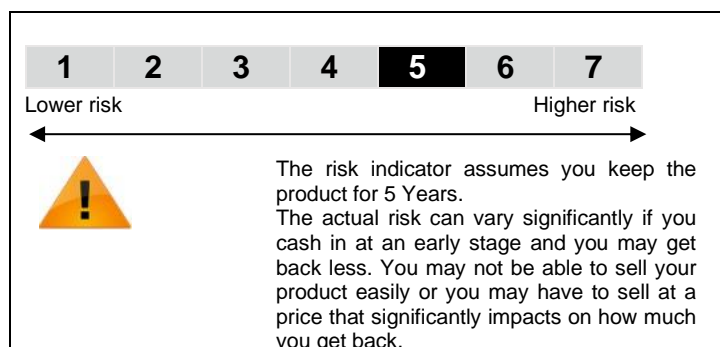 1 2 3 4 5 6 7
Lower risk Higher risk
The risk indicator assumes you keep the
product for 5 Years.
The actual risk can vary significantly if you
cash in at an early stage and you may get
back less. You may not be able to sell your
product easily or you may have to sell at a
price that significantly impacts on how much
you get back.